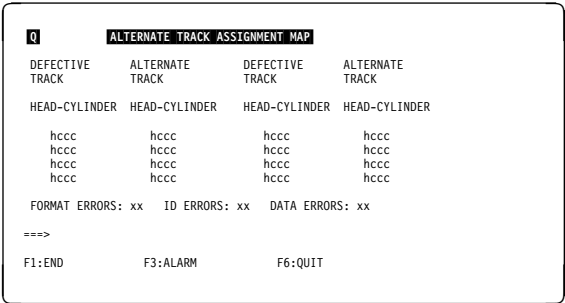 Q ALTERNATE TRACK ASSIGNMENT MAP
DEFECTIVE ALTERNATE DEFECTIVE ALTERNATE
TRACK TRACK TRACK TRACK
HEAD-CYLINDER HEAD-CYLINDER HEAD-CYLINDER HEAD-CYLINDER
hccc hccc hccc hccc
hccc hccc hccc hccc
hccc hccc hccc hccc
hccc hccc hccc hccc
FORMAT ERRORS: xx ID ERRORS: xx DATA ERRORS: xx
===>
F1:END F3:ALARM F6:QUIT